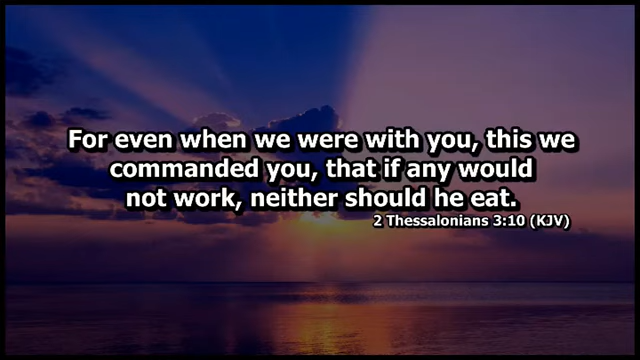 For even when we were with you, this we
commanded you, that if any would
not work, neither should he eat.
2 Thessalonians 3:10 (KJV)